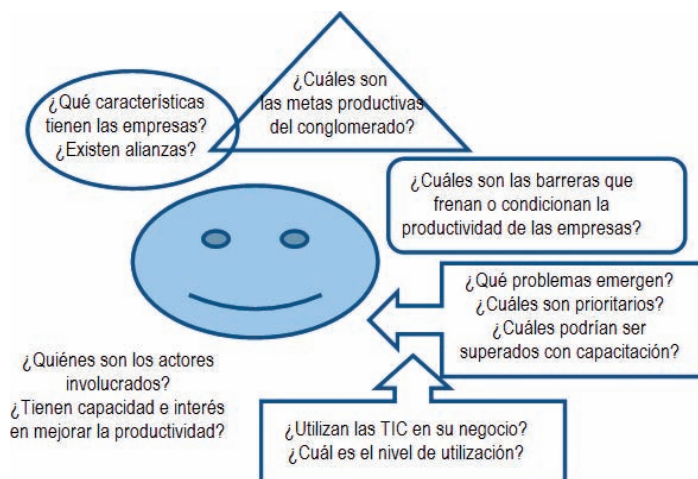 ¿Qué características
tienen las empresas?
¿Existen alianzas?
¿Cuáles son
las metas productivas
del conglomerado?
¿Cuáles son las barreras que
frenan o condicionan la
productividad de las empresas?
¿Qué problemas emergen?
¿Cuáles son prioritarios?
¿Cuáles podrían ser
superados con capacitación?
¿Quiénes son los actores
involucrados?
¿Tienen capacidad e interés
en mejorar la productividad?
¿Utilizan las TIC en su negocio?
¿Cuál es el nivel de utilización?